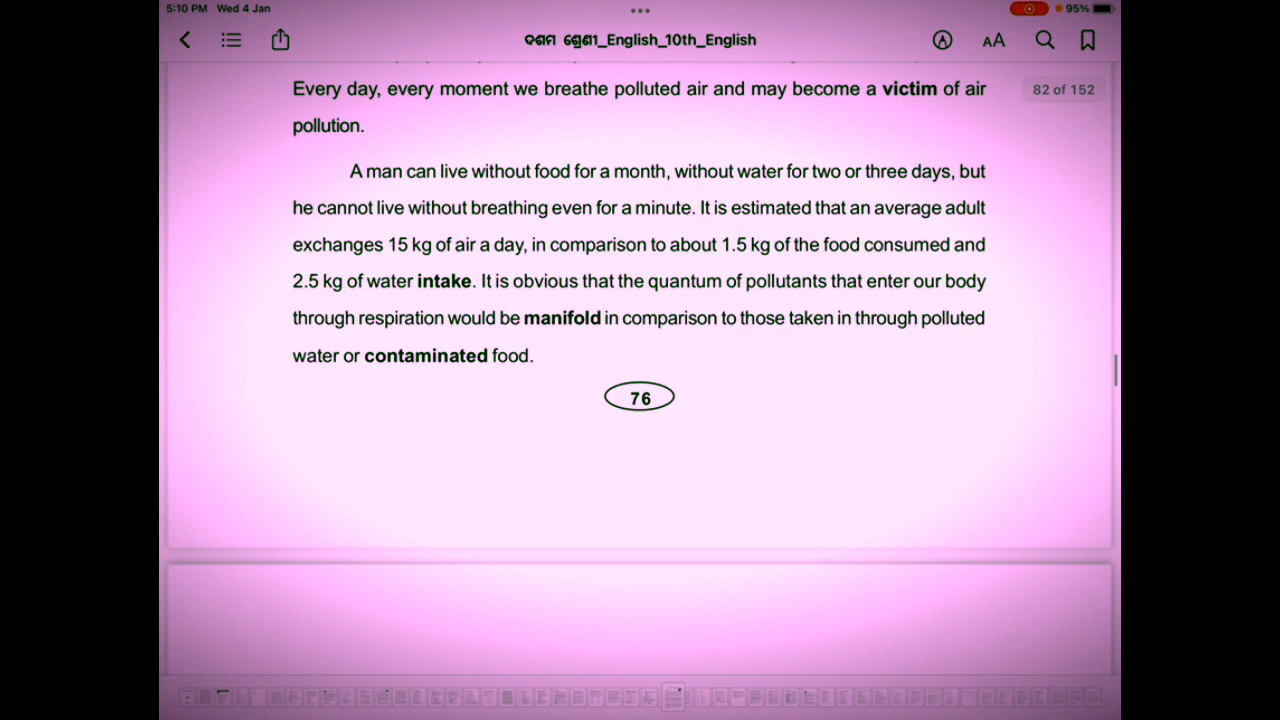 5:10 PM Wed 4 Jan
95%
ଦଶମ ଶ୍ରେଣୀ_English_10th_English
AA
Every day, every moment we breathe polluted air and may become a victim of air
82 of 152
pollution.
A man can live without food for a month, without water for two or three days, but
he cannot live without breathing even for a minute. It is estimated that an average adult
exchanges 15 kg of air a day, in comparison to about 1.5 kg of the food consumed and
2.5 kg of water intake. It is obvious that the quantum of pollutants that enter our body
through respiration would be manifold in comparison to those taken in through polluted
water or contaminated food.
76